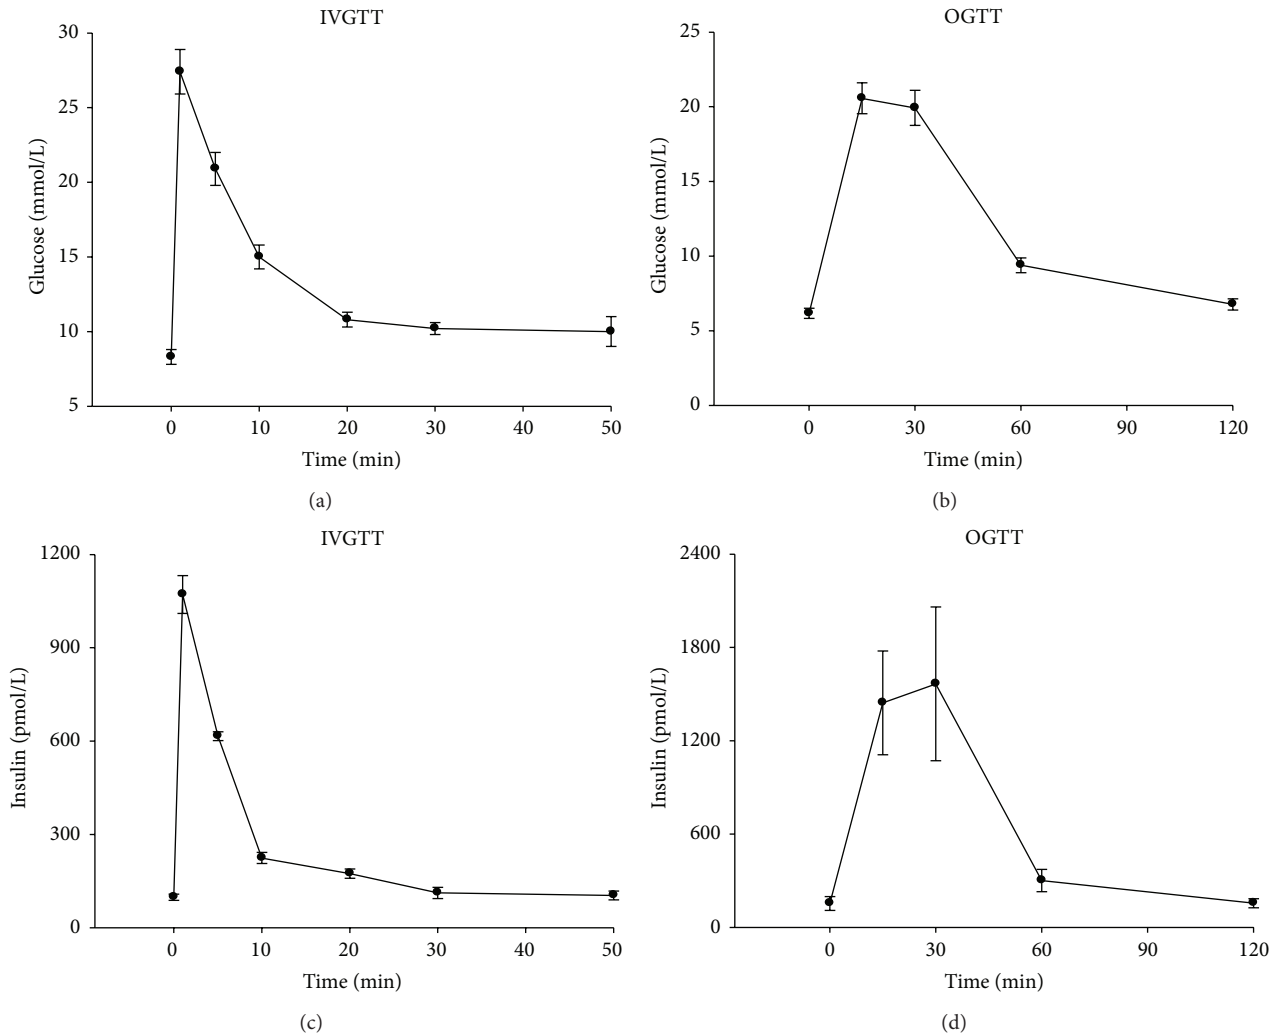 IVGTT
30
25
20
15
10
5
Glucose (mmol/L)
0 10 20 30 40 50
Time (min)
(a)
OGTT
25
20
15
10
5
0
Glucose (mmol/L)
0 30 60 90 120
Time (min)
(b)
IVGTT
1200
900
600
300
0
Insulin (pmol/L)
0 10 20 30 40 50
Time (min)
(c)
OGTT
2400
1800
1200
600
0
Insulin (pmol/L)
0 30 60 90 120
Time (min)
(d)